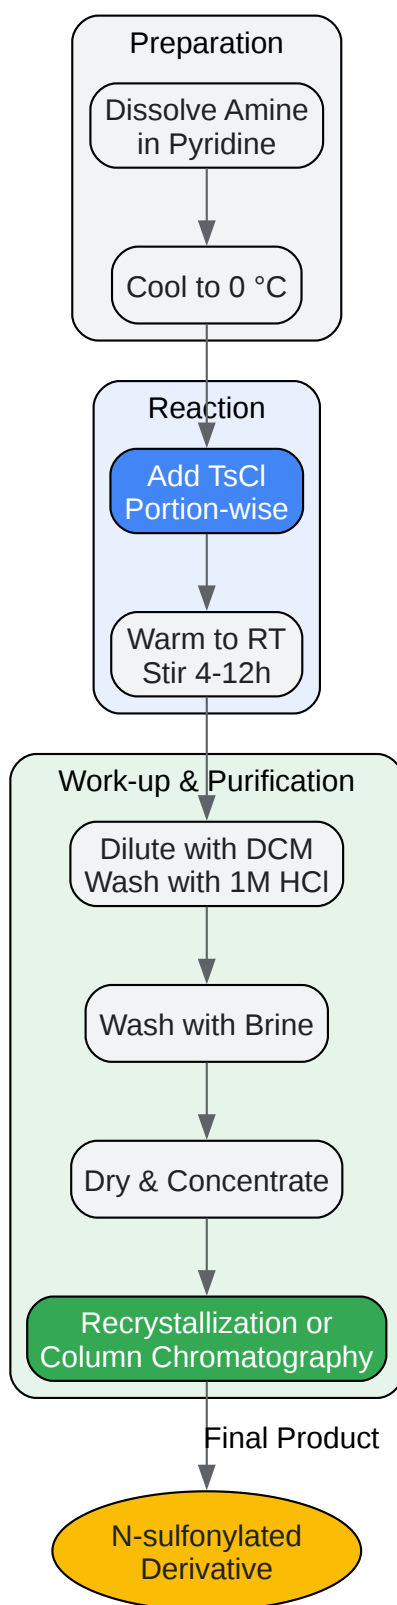 Preparation
Dissolve Amine
in Pyridine
Cool to 0 °C
Reaction
Add TsCl
Portion-wise
Warm to RT
Stir 4-12h
Work-up & Purification
Dilute with DCM
Wash with 1M HCl
Wash with Brine
Dry & Concentrate
Recrystallization or
Column Chromatography
Final Product
N-sulfonylated
Derivative